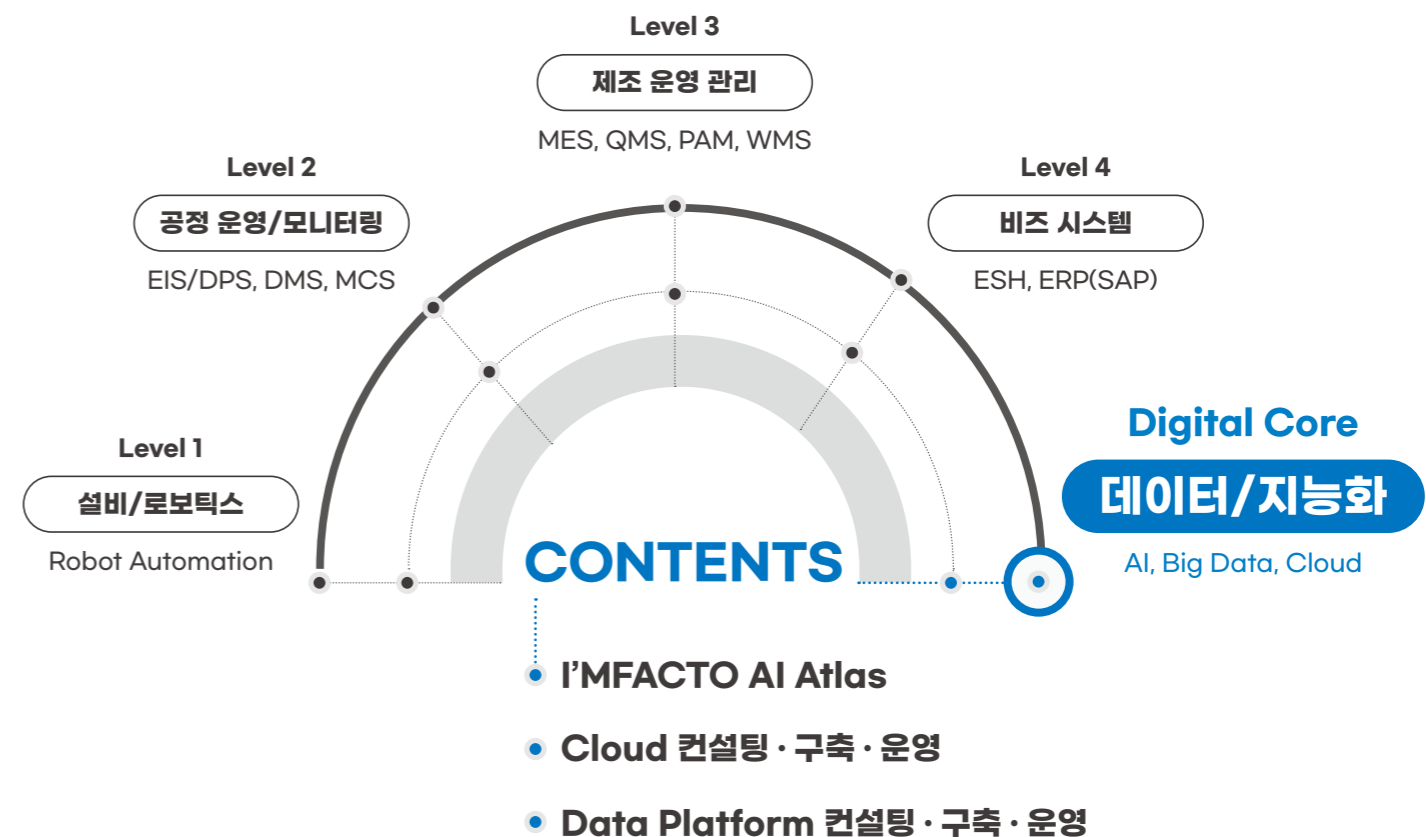 Level 1
설비/로보틱스
Robot Automation
Level 2
공정 운영/모니터링
EIS/DPS, DMS, MCS
Level 3
제조 운영 관리
MES, QMS, PAM, WMS
Level 4
비즈 시스템
ESH, ERP(SAP)
Digital Core
데이터/지능화
AI, Big Data, Cloud
CONTENTS
I’MFACTO AI Atlas
Cloud 컨설팅 · 구축 · 운영
Data Platform 컨설팅 · 구축 · 운영